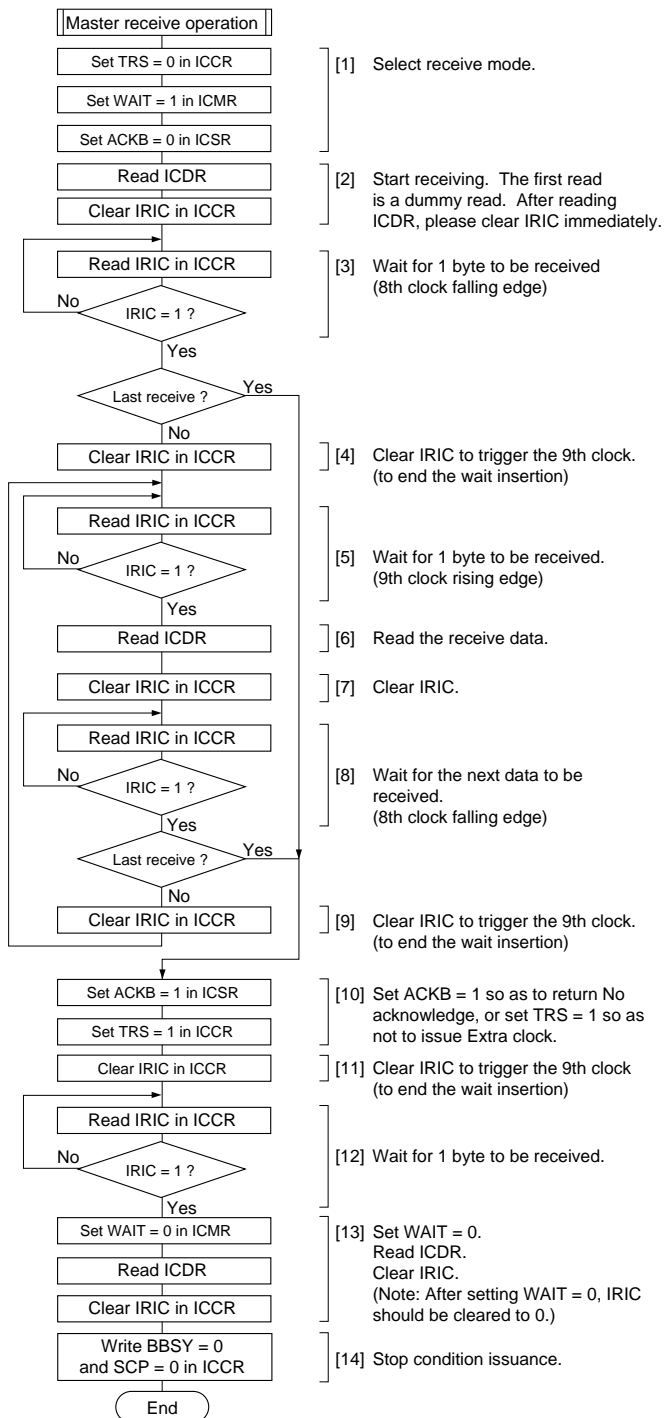 Master receive operation
Set TRS = 0 in ICCR
[1] Select receive mode.
Set WAIT = 1 in ICMR
Set ACKB = 0 in ICSR
Read ICDR
[2] Start receiving. The first read
is a dummy read. After reading
ICDR, please clear IRIC immediately.
Clear IRIC in ICCR
Read IRIC in ICCR
[3] Wait for 1 byte to be received
(8th clock falling edge)
No
IRIC = 1 ?
Yes
Last receive ?
Yes
No
Clear IRIC in ICCR
[4] Clear IRIC to trigger the 9th clock.
(to end the wait insertion)
Read IRIC in ICCR
[5] Wait for 1 byte to be received.
(9th clock rising edge)
No
IRIC = 1 ?
Yes
Read ICDR
[6] Read the receive data.
Clear IRIC in ICCR
[7] Clear IRIC.
Read IRIC in ICCR
[8] Wait for the next data to be
received.
(8th clock falling edge)
No
IRIC = 1 ?
Yes
Last receive ?
Yes
No
Clear IRIC in ICCR
[9] Clear IRIC to trigger the 9th clock.
(to end the wait insertion)
Set ACKB = 1 in ICSR
[10] Set ACKB = 1 so as to return No
acknowledge, or set TRS = 1 so as
not to issue Extra clock.
Set TRS = 1 in ICCR
Clear IRIC in ICCR
[11] Clear IRIC to trigger the 9th clock
(to end the wait insertion)
Read IRIC in ICCR
[12] Wait for 1 byte to be received.
No
IRIC = 1 ?
Yes
Set WAIT = 0 in ICMR
[13] Set WAIT = 0.
Read ICDR.
Clear IRIC.
(Note: After setting WAIT = 0, IRIC
should be cleared to 0.)
Read ICDR
Clear IRIC in ICCR
Write BBSY = 0
and SCP = 0 in ICCR
[14] Stop condition issuance.
End